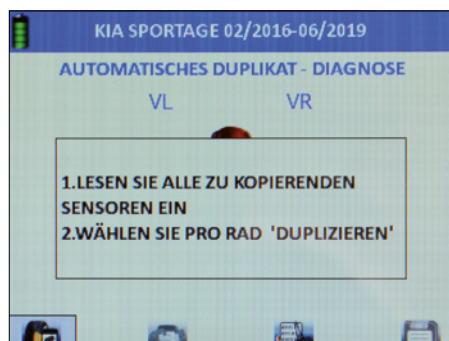 KIA SPORTAGE 02/2016-06/2019
AUTOMATISCHES DUPLIKAT - DIAGNOSE
VL VR
1.LESEN SIE ALLE ZU KOPIERENDEN
SENSOREN EIN
2.WÄHLEN SIE PRO RAD 'DUPLIZIEREN'